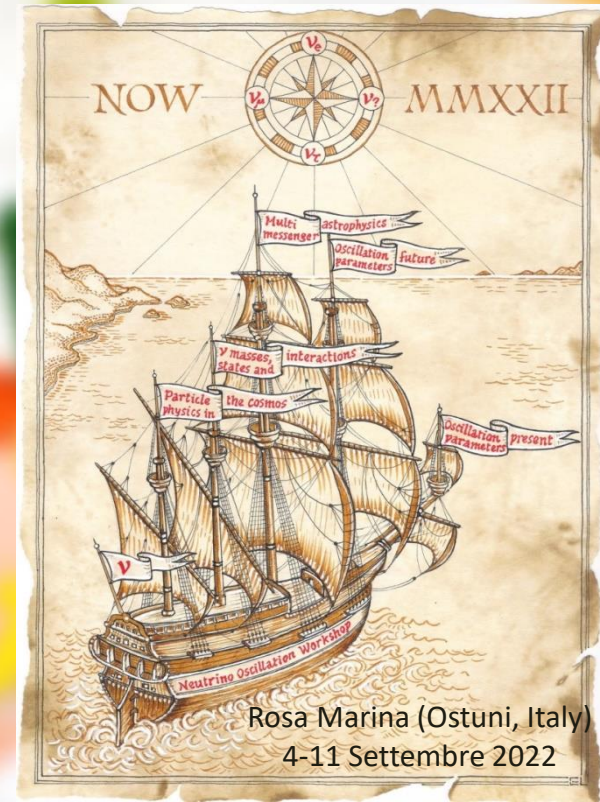 νe
NOW
νμ
ν?
MMXXII
ντ
Multi
messenger
astrophysics
Oscillation
parameters
future
ν masses,
states and
interactions
Particle
physics in
the cosmos
Oscillation
parameters
present
ν
Neutrino Oscillation Workshop
Rosa Marina (Ostuni, Italy)
4-11 Settembre 2022